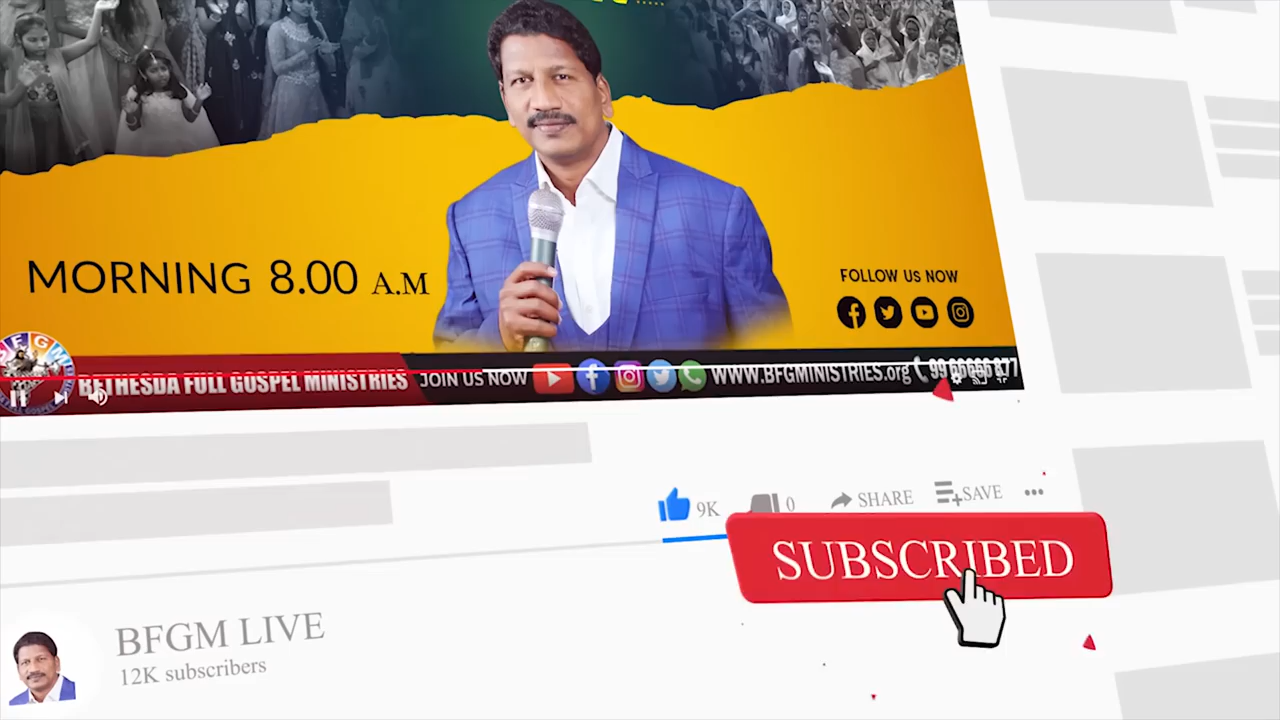 MORNING 8.00 A.M
FOLLOW US NOW
BFGM
BETHESDA FULL GOSPEL MINISTRIES
JOIN US NOW
WWW.BFGMINISTRIES.org
9K
0
SHARE
SAVE
SUBSCRIBED
BFGM LIVE
12K subscribers